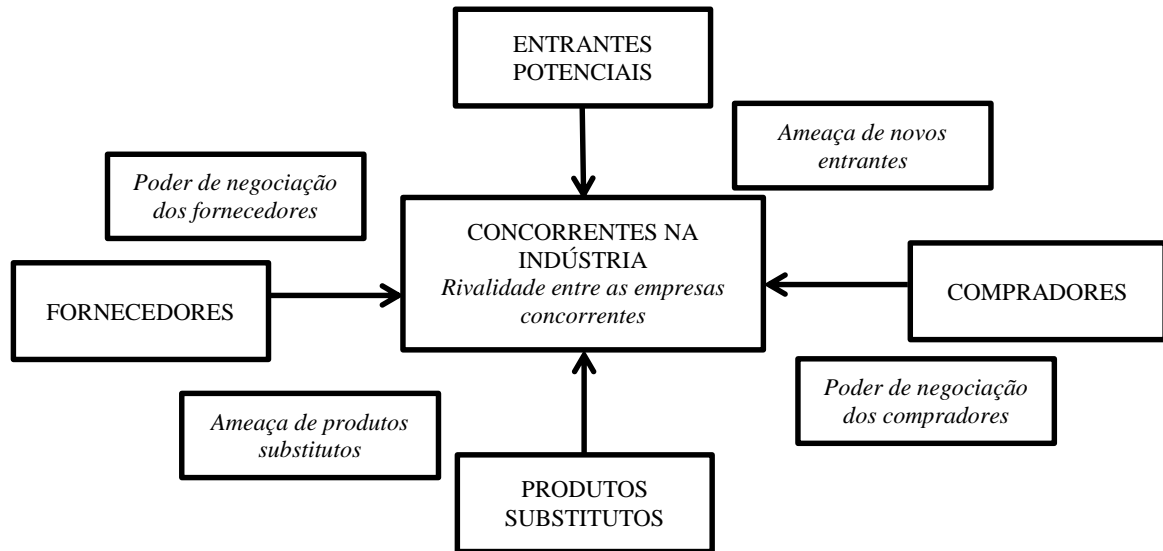 ENTRANTES
POTENCIAIS
Ameaça de novos
entrantes
Poder de negociação
dos fornecedores
CONCORRENTES NA
INDÚSTRIA
Rivalidade entre as empresas
concorrentes
FORNECEDORES
COMPRADORES
Poder de negociação
dos compradores
Ameaça de produtos
substitutos
PRODUTOS
SUBSTITUTOS